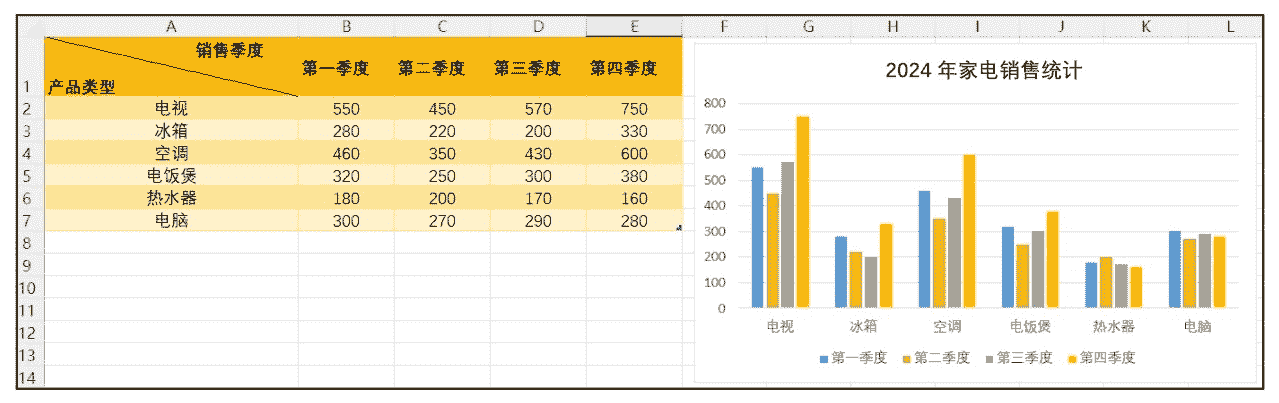 A B C D E F G H I J K L
销售季度
产品类型
第一季度 第二季度 第三季度 第四季度
1
2 电视 550 450 570 750
3 冰箱 280 220 200 330
4 空调 460 350 430 600
5 电饭煲 320 250 300 380
6 热水器 180 200 170 160
7 电脑 300 270 290 280
8
9
10
11
12
13
14
2024 年家电销售统计
800
700
600
500
400
300
200
100
0
电视 冰箱 空调 电饭煲 热水器 电脑
第一季度 第二季度 第三季度 第四季度